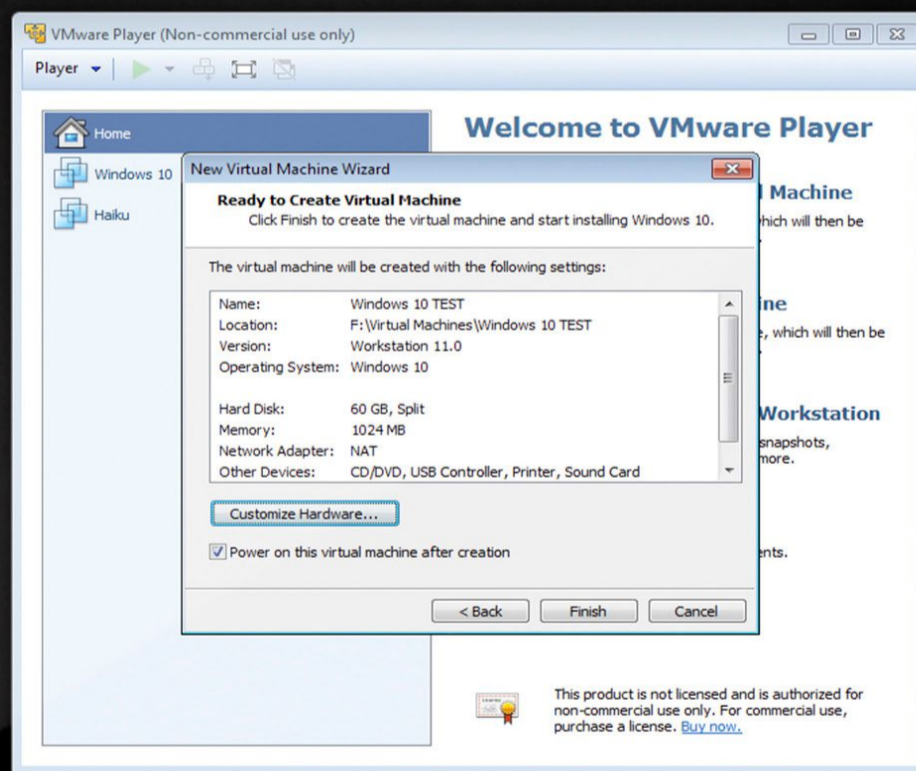 VMware Player (Non-commercial use only)
Player
Home
Windows 10
Haiku
Welcome to VMware Player
Machine
which will then be
ine
, which will then be
Workstation
snapshots,
more.
ents.
New Virtual Machine Wizard
Ready to Create Virtual Machine
Click Finish to create the virtual machine and start installing Windows 10.
The virtual machine will be created with the following settings:
Name: Windows 10 TEST
Location: F:\Virtual Machines\Windows 10 TEST
Version: Workstation 11.0
Operating System: Windows 10
Hard Disk: 60 GB, Split
Memory: 1024 MB
Network Adapter: NAT
Other Devices: CD/DVD, USB Controller, Printer, Sound Card
Customize Hardware...
Power on this virtual machine after creation
< Back Finish Cancel
This product is not licensed and is authorized for
non-commercial use only. For commercial use,
purchase a license. Buy now.